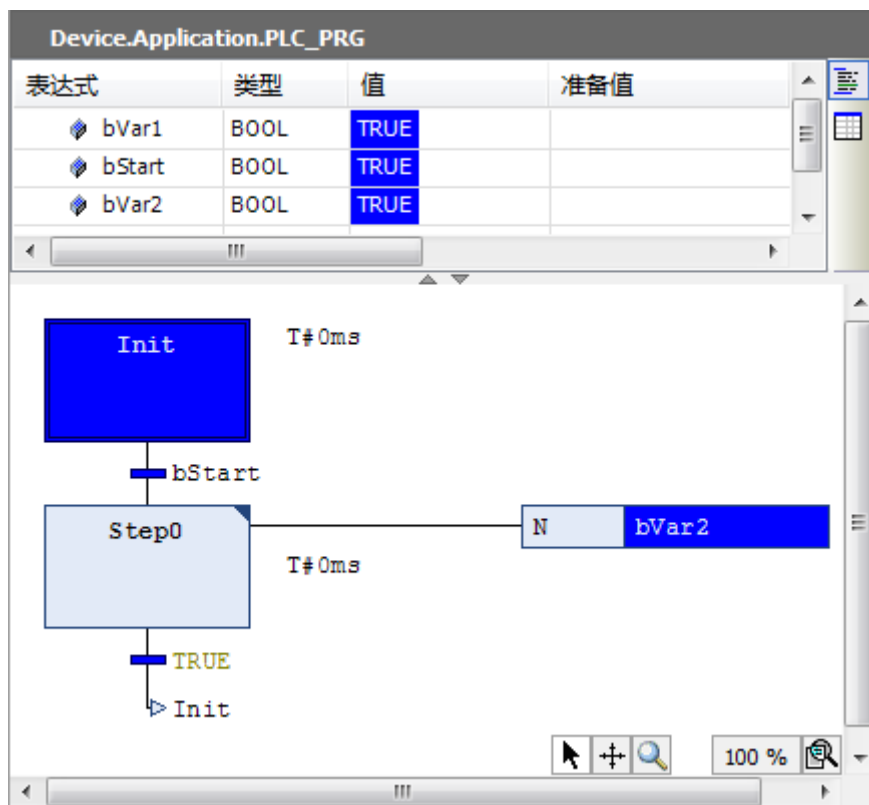 Device.Application.PLC_PRG
表达式 类型 值 准备值
bVar1 BOOL TRUE
bStart BOOL TRUE
bVar2 BOOL TRUE
Init T#0ms
bStart
Step0 N bVar2
T#0ms
TRUE
Init
100 %